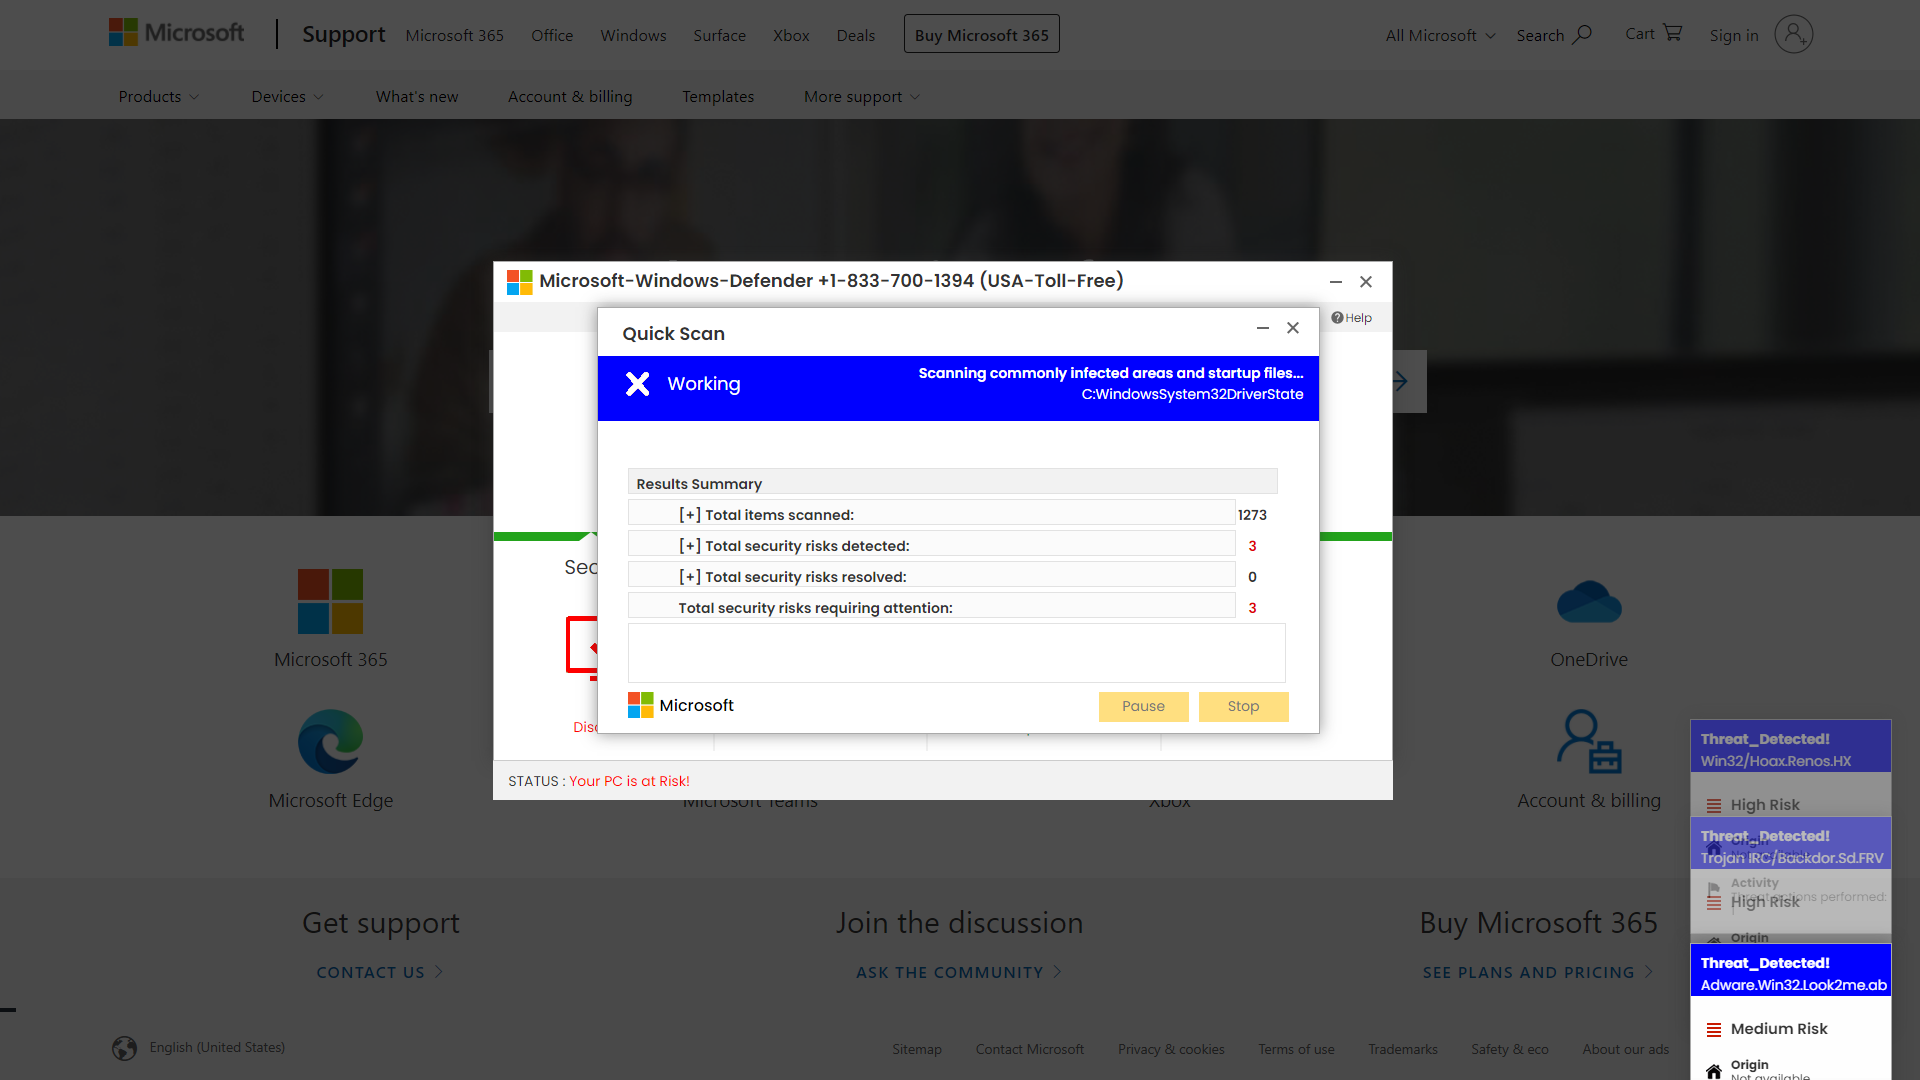 Microsoft
Support
Microsoft 365
Office
Windows
Surface
Xbox
Deals
Buy Microsoft 365
All Microsoft
Search
Cart
Sign in
Products
Devices
What's new
Account & billing
Templates
More support
Microsoft-Windows-Defender +1-833-700-1394 (USA-Toll-Free)
Help
Quick Scan
Working
Scanning commonly infected areas and startup files...
C:WindowsSystem32DriverState
Results Summary
[+] Total items scanned: 1273
[+] Total security risks detected: 3
[+] Total security risks resolved: 0
Total security risks requiring attention: 3
Microsoft
Pause
Stop
Sec
Disc
STATUS : Your PC is at Risk!
Microsoft 365
OneDrive
Microsoft Edge
Microsoft Teams
Xbox
Account & billing
Threat_Detected!
Win32/Hoax.Renos.HX
High Risk
Threat_Detected!
Origin
Trojan IRC/Backdor.Sd.FRV
Activity
Threat actions performed:
High Risk
Origin
Threat_Detected!
Adware.Win32.Look2me.ab
Medium Risk
Origin
Not available
Get support
CONTACT US
Join the discussion
ASK THE COMMUNITY
Buy Microsoft 365
SEE PLANS AND PRICING
English (United States)
Sitemap
Contact Microsoft
Privacy & cookies
Terms of use
Trademarks
Safety & eco
About our ads